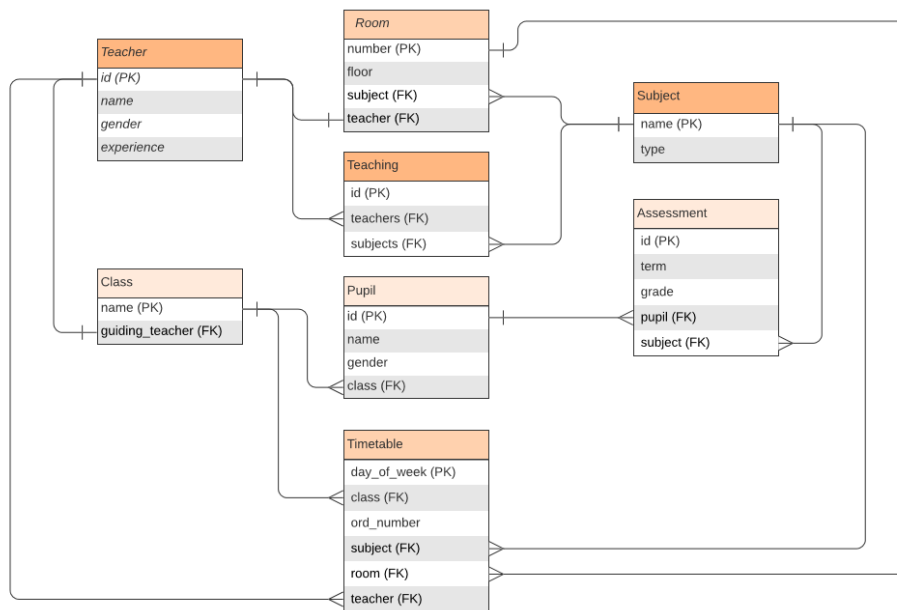 Room
number (PK)
floor
subject (FK)
teacher (FK)
Teacher
id (PK)
name
gender
experience
Subject
name (PK)
type
Teaching
id (PK)
teachers (FK)
subjects (FK)
Assessment
id (PK)
term
grade
pupil (FK)
subject (FK)
Class
name (PK)
guiding_teacher (FK)
Pupil
id (PK)
name
gender
class (FK)
Timetable
day_of_week (PK)
class (FK)
ord_number
subject (FK)
room (FK)
teacher (FK)